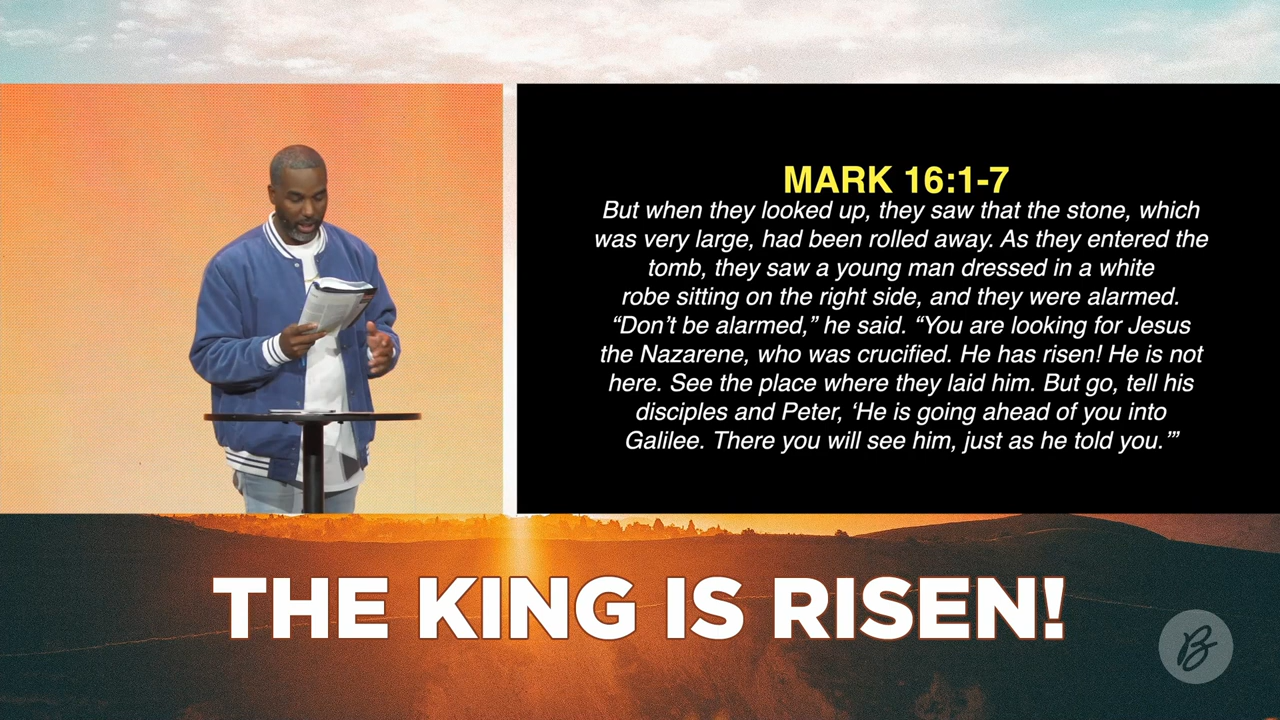 MARK 16:1-7
But when they looked up, they saw that the stone, which
was very large, had been rolled away. As they entered the
tomb, they saw a young man dressed in a white
robe sitting on the right side, and they were alarmed.
“Don’t be alarmed,” he said. “You are looking for Jesus
the Nazarene, who was crucified. He has risen! He is not
here. See the place where they laid him. But go, tell his
disciples and Peter, ‘He is going ahead of you into
Galilee. There you will see him, just as he told you.’”
THE KING IS RISEN!
B